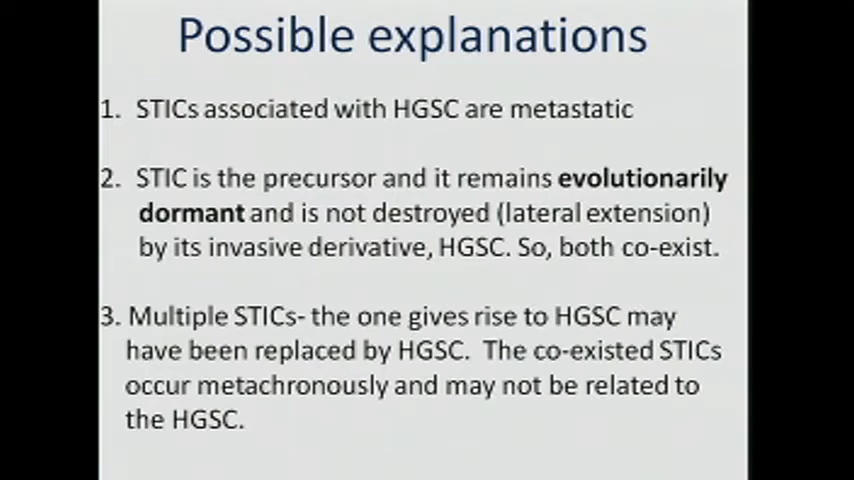 Possible explanations
1. STICs associated with HGSC are metastatic
2. STIC is the precursor and it remains evolutionarily
dormant and is not destroyed (lateral extension)
by its invasive derivative, HGSC. So, both co-exist.
3. Multiple STICs- the one gives rise to HGSC may
have been replaced by HGSC. The co-existed STICs
occur metachronously and may not be related to
the HGSC.